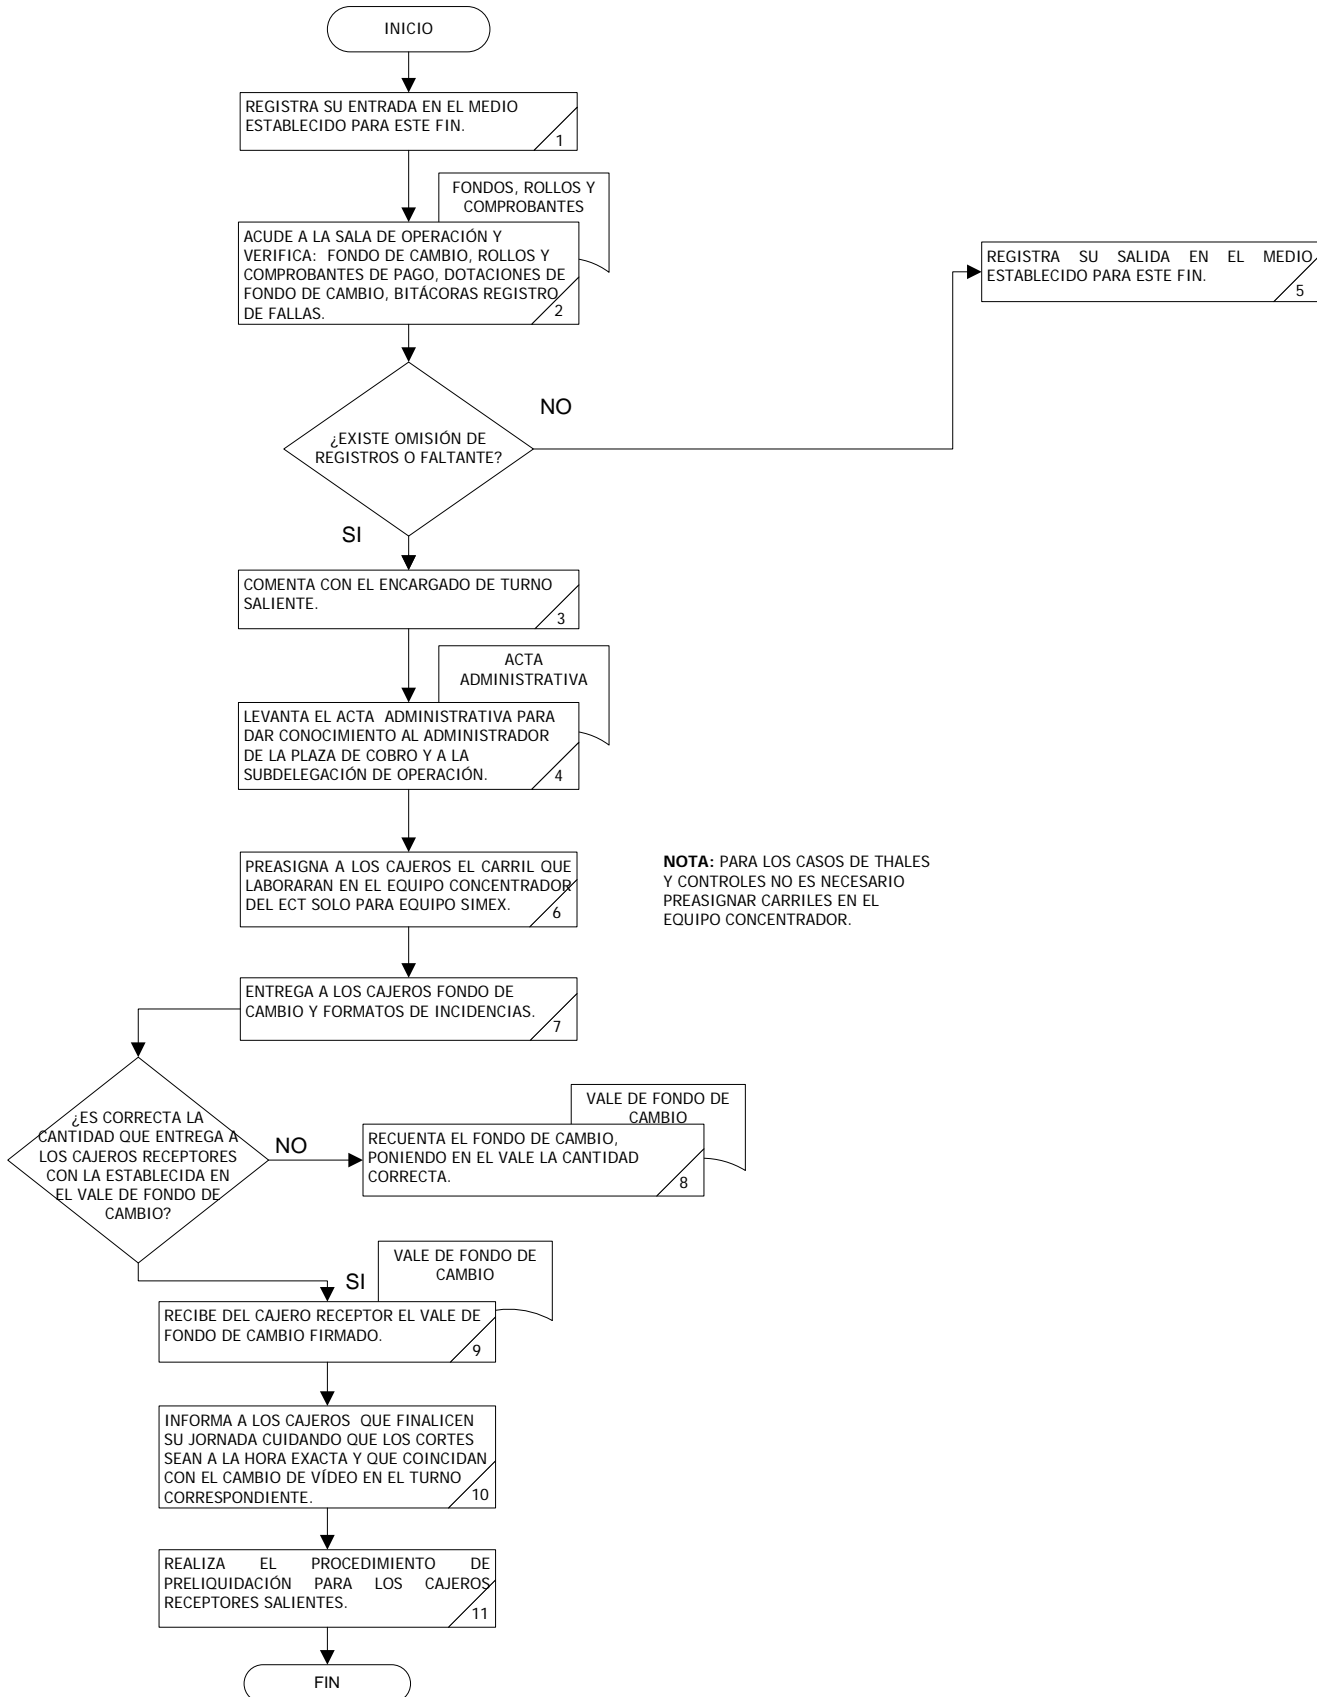 INICIO
REGISTRA SU ENTRADA EN EL MEDIO
ESTABLECIDO PARA ESTE FIN.
1
FONDOS, ROLLOS Y
COMPROBANTES
ACUDE A LA SALA DE OPERACIÓN Y
VERIFICA: FONDO DE CAMBIO, ROLLOS Y
COMPROBANTES DE PAGO, DOTACIONES DE
FONDO DE CAMBIO, BITÁCORAS REGISTRO
DE FALLAS.
2
REGISTRA SU SALIDA EN EL MEDIO
ESTABLECIDO PARA ESTE FIN.
5
NO
¿EXISTE OMISIÓN DE
REGISTROS O FALTANTE?
SI
COMENTA CON EL ENCARGADO DE TURNO
SALIENTE.
3
ACTA
ADMINISTRATIVA
LEVANTA EL ACTA ADMINISTRATIVA PARA
DAR CONOCIMIENTO AL ADMINISTRADOR
DE LA PLAZA DE COBRO Y A LA
SUBDELEGACIÓN DE OPERACIÓN.
4
PREASIGNA A LOS CAJEROS EL CARRIL QUE
LABORARAN EN EL EQUIPO CONCENTRADOR
DEL ECT SOLO PARA EQUIPO SIMEX.
6
NOTA: PARA LOS CASOS DE THALES
Y CONTROLES NO ES NECESARIO
PREASIGNAR CARRILES EN EL
EQUIPO CONCENTRADOR.
ENTREGA A LOS CAJEROS FONDO DE
CAMBIO Y FORMATOS DE INCIDENCIAS.
7
¿ES CORRECTA LA
CANTIDAD QUE ENTREGA A
LOS CAJEROS RECEPTORES
CON LA ESTABLECIDA EN
EL VALE DE FONDO DE
CAMBIO?
NO
VALE DE FONDO DE
CAMBIO
RECUENTA EL FONDO DE CAMBIO,
PONIENDO EN EL VALE LA CANTIDAD
CORRECTA.
8
SI
VALE DE FONDO DE
CAMBIO
RECIBE DEL CAJERO RECEPTOR EL VALE DE
FONDO DE CAMBIO FIRMADO.
9
INFORMA A LOS CAJEROS QUE FINALICEN
SU JORNADA CUIDANDO QUE LOS CORTES
SEAN A LA HORA EXACTA Y QUE COINCIDAN
CON EL CAMBIO DE VÍDEO EN EL TURNO
CORRESPONDIENTE.
10
REALIZA EL PROCEDIMIENTO DE
PRELIQUIDACIÓN PARA LOS CAJEROS
RECEPTORES SALIENTES.
11
FIN